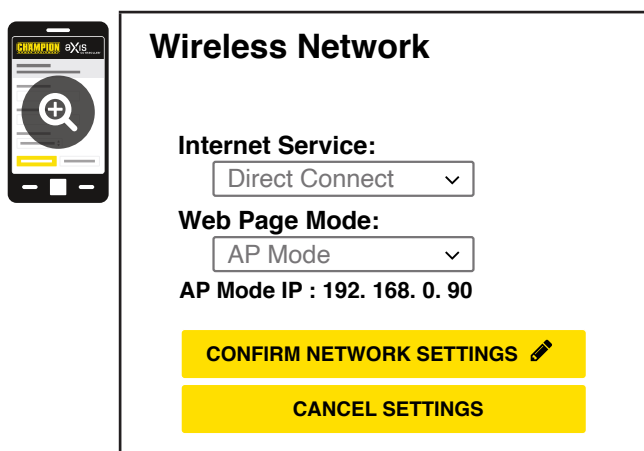 CHAMPION aXis
Wireless Network
Internet Service:
Direct Connect
Web Page Mode:
AP Mode
AP Mode IP : 192. 168. 0. 90
CONFIRM NETWORK SETTINGS
CANCEL SETTINGS